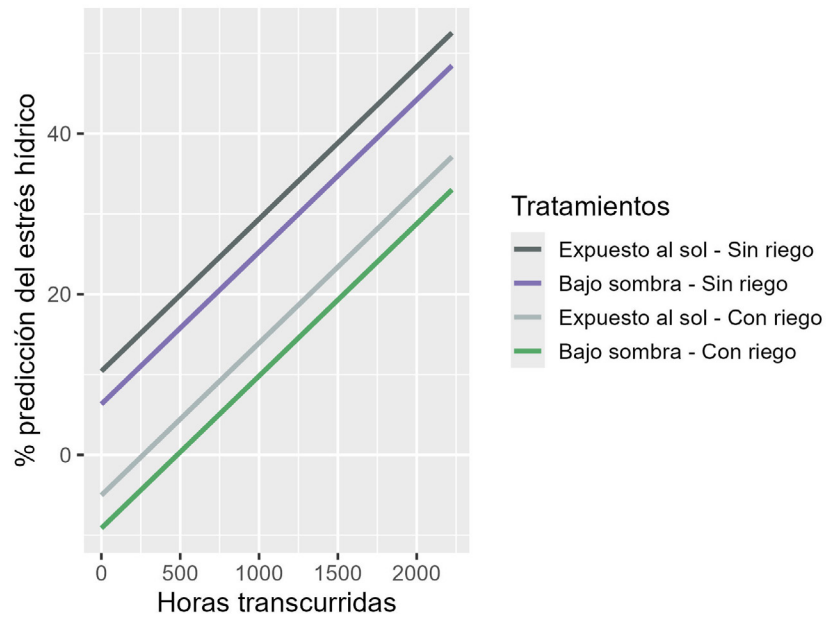 % predicción del estrés hídrico
40
20
0
0 500 1000 1500 2000
Horas transcurridas
Tratamientos
Expuesto al sol - Sin riego
Bajo sombra - Sin riego
Expuesto al sol - Con riego
Bajo sombra - Con riego